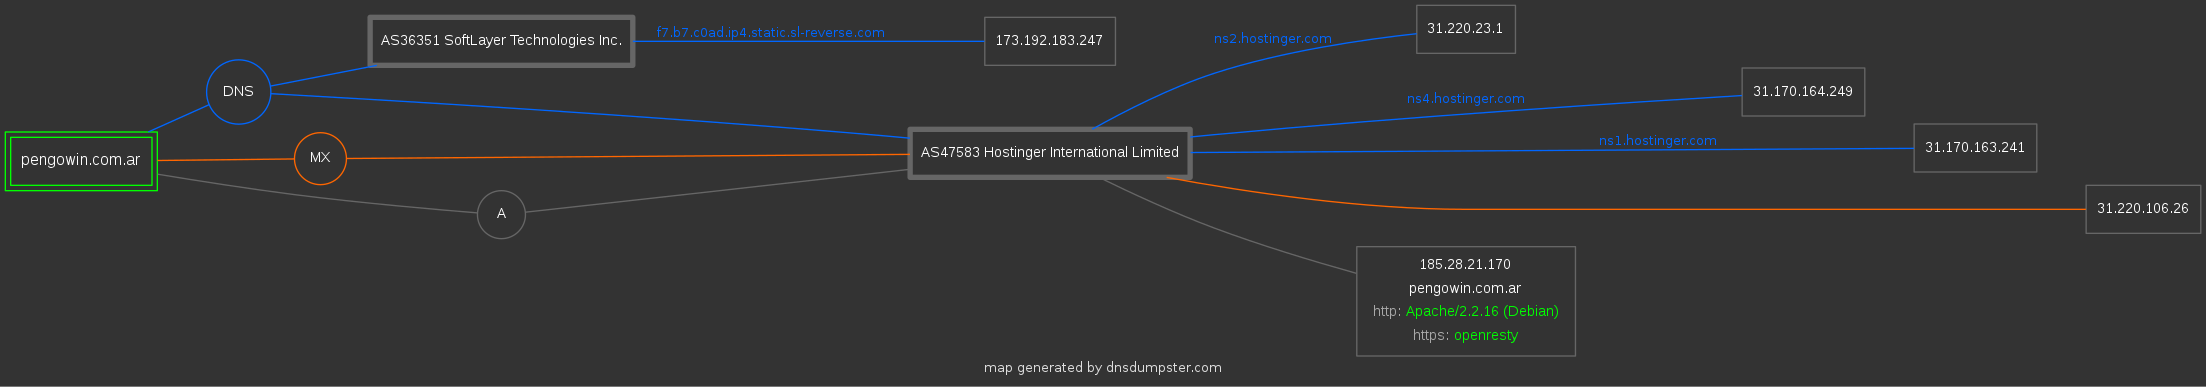 pengowin.com.ar
DNS
MX
A
AS36351 SoftLayer Technologies Inc.
f7.b7.c0ad.ip4.static.sl-reverse.com
173.192.183.247
AS47583 Hostinger International Limited
ns2.hostinger.com
31.220.23.1
ns4.hostinger.com
31.170.164.249
ns1.hostinger.com
31.170.163.241
31.220.106.26
185.28.21.170
pengowin.com.ar
http: Apache/2.2.16 (Debian)
https: openresty
map generated by dnsdumpster.com